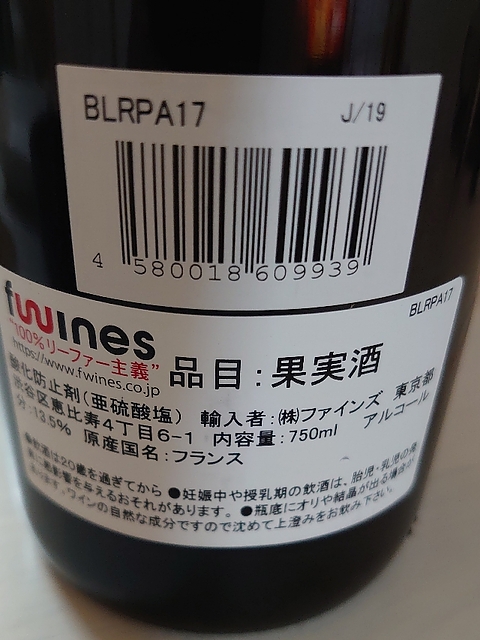 BLRPA17 J/19
4 580018 609939
BLRPA17
fwines
"100%リーファー主義"
https://www.fwines.co.jp
品目:果実酒
酸化防止剤(亜硫酸塩) 輸入者:㈱ファインズ 東京都
渋谷区恵比寿4丁目6-1 内容量:750ml アルコール
分:13.5% 原産国名:フランス
●飲酒は20歳を過ぎてから ●妊娠中や授乳期の飲酒は、胎児・乳児の発
育に悪影響を与えるおそれがあります。 ●瓶底にオリや結晶が出る場合が
あります。ワインの自然な成分ですので沈めて上澄みをお飲み下さい。